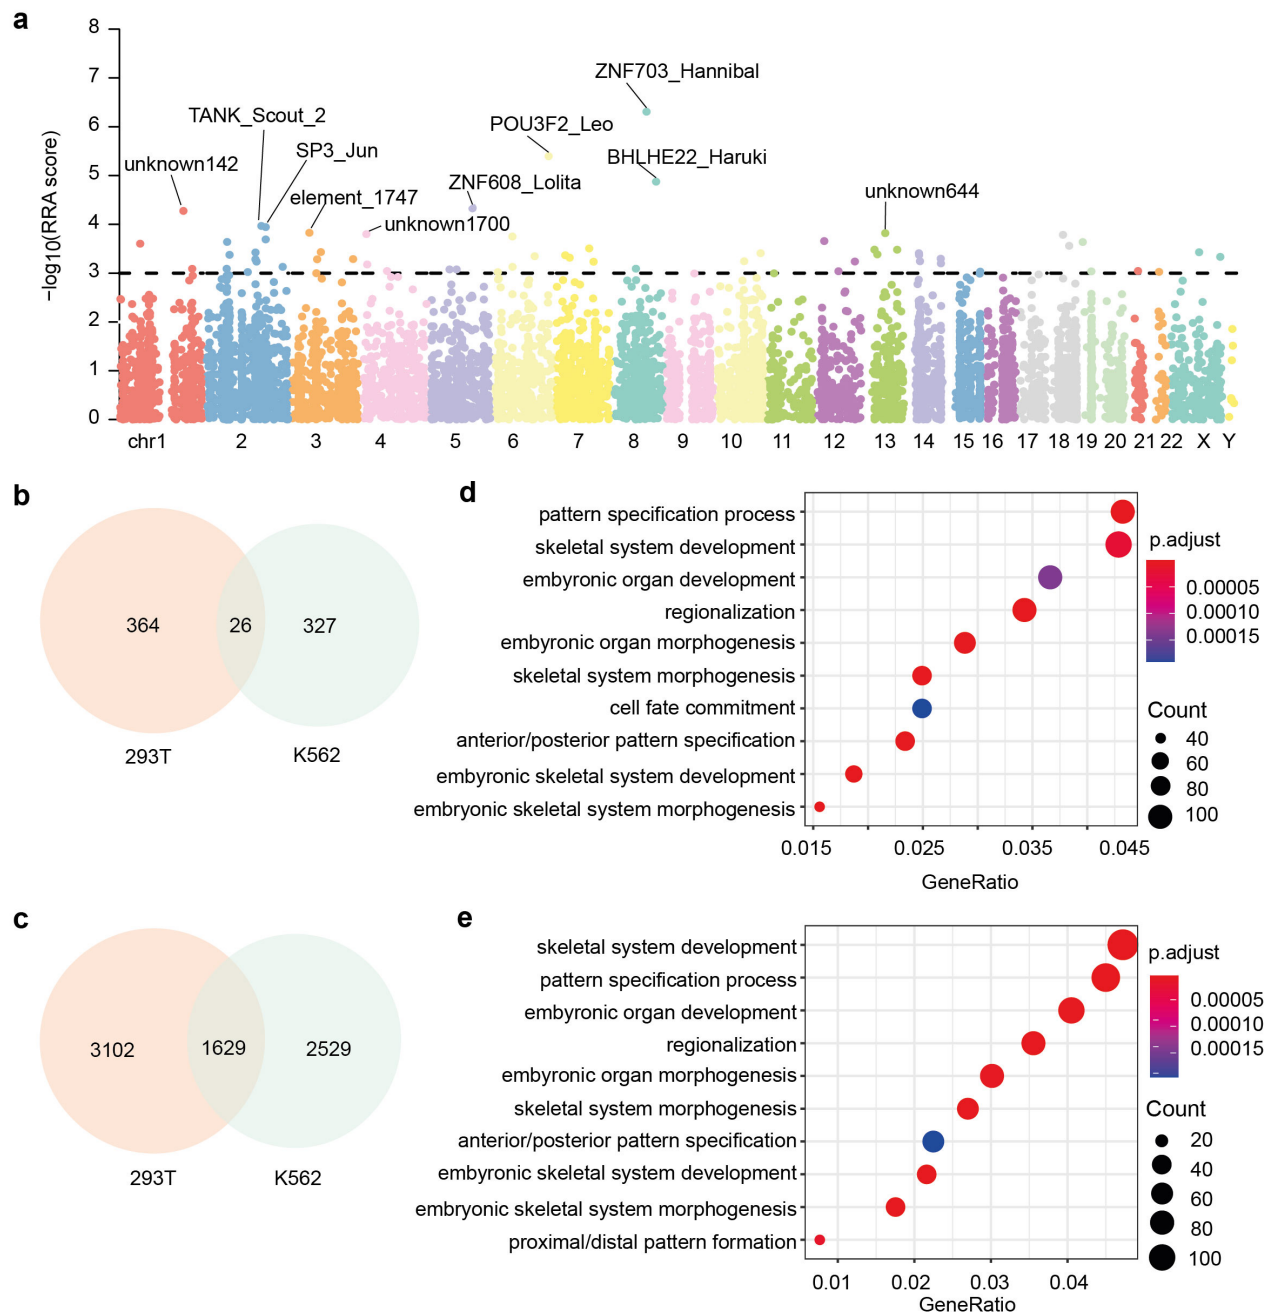 a
8
7
6
5
4
3
2
1
0
−log10(RRA score)
ZNF703_Hannibal
TANK_Scout_2
POU3F2_Leo
SP3_Jun
BHLHE22_Haruki
unknown142
ZNF608_Lolita
element_1747
unknown644
unknown1700
chr1 2 3 4 5 6 7 8 9 10 11 12 13 14 15 16 17 18 19 20 21 22 X Y
b
364 26 327
293T K562
d
pattern specification process
skeletal system development
embyronic organ development
regionalization
embyronic organ morphogenesis
skeletal system morphogenesis
cell fate commitment
anterior/posterior pattern specification
embyronic skeletal system development
embryonic skeletal system morphogenesis
0.015 0.025 0.035 0.045
GeneRatio
p.adjust
0.00005
0.00010
0.00015
Count
40
60
80
100
c
3102 1629 2529
293T K562
e
skeletal system development
pattern specification process
embyronic organ development
regionalization
embyronic organ morphogenesis
skeletal system morphogenesis
anterior/posterior pattern specification
embyronic skeletal system development
embryonic skeletal system morphogenesis
proximal/distal pattern formation
0.01 0.02 0.03 0.04
GeneRatio
p.adjust
0.00005
0.00010
0.00015
Count
20
40
60
80
100